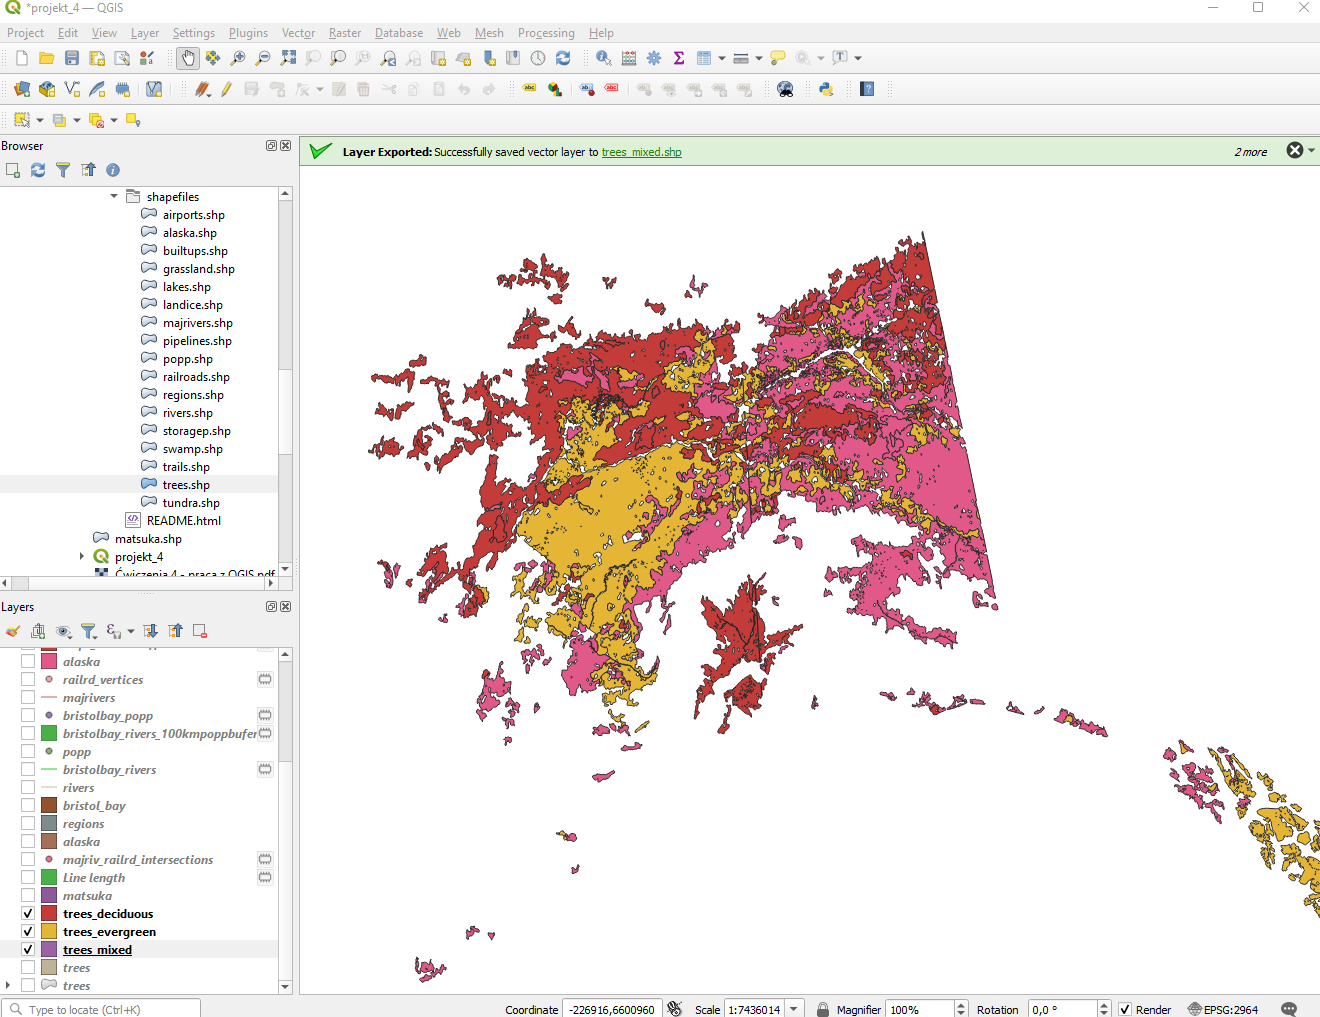 *projekt_4 — QGIS
Project Edit View Layer Settings Plugins Vector Raster Database Web Mesh Processing Help
Browser
Layer Exported: Successfully saved vector layer to trees_mixed.shp
2 more
shapefiles
airports.shp
alaska.shp
builtups.shp
grassland.shp
lakes.shp
landice.shp
majrivers.shp
pipelines.shp
popp.shp
railroads.shp
regions.shp
rivers.shp
storagep.shp
swamp.shp
trails.shp
trees.shp
tundra.shp
README.html
matsuka.shp
projekt_4
Ćwiczenia 4 - praca z QGIS.pdf
Layers
alaska
railrd_vertices
majrivers
bristolbay_popp
bristolbay_rivers_100kmpoppbufer
popp
bristolbay_rivers
rivers
bristol_bay
regions
alaska
majriv_railrd_intersections
Line length
matsuka
trees_deciduous
trees_evergreen
trees_mixed
trees
trees
Type to locate (Ctrl+K)
Coordinate -226916,6600960 Scale 1:7436014 Magnifier 100% Rotation 0,0 ° Render EPSG:2964